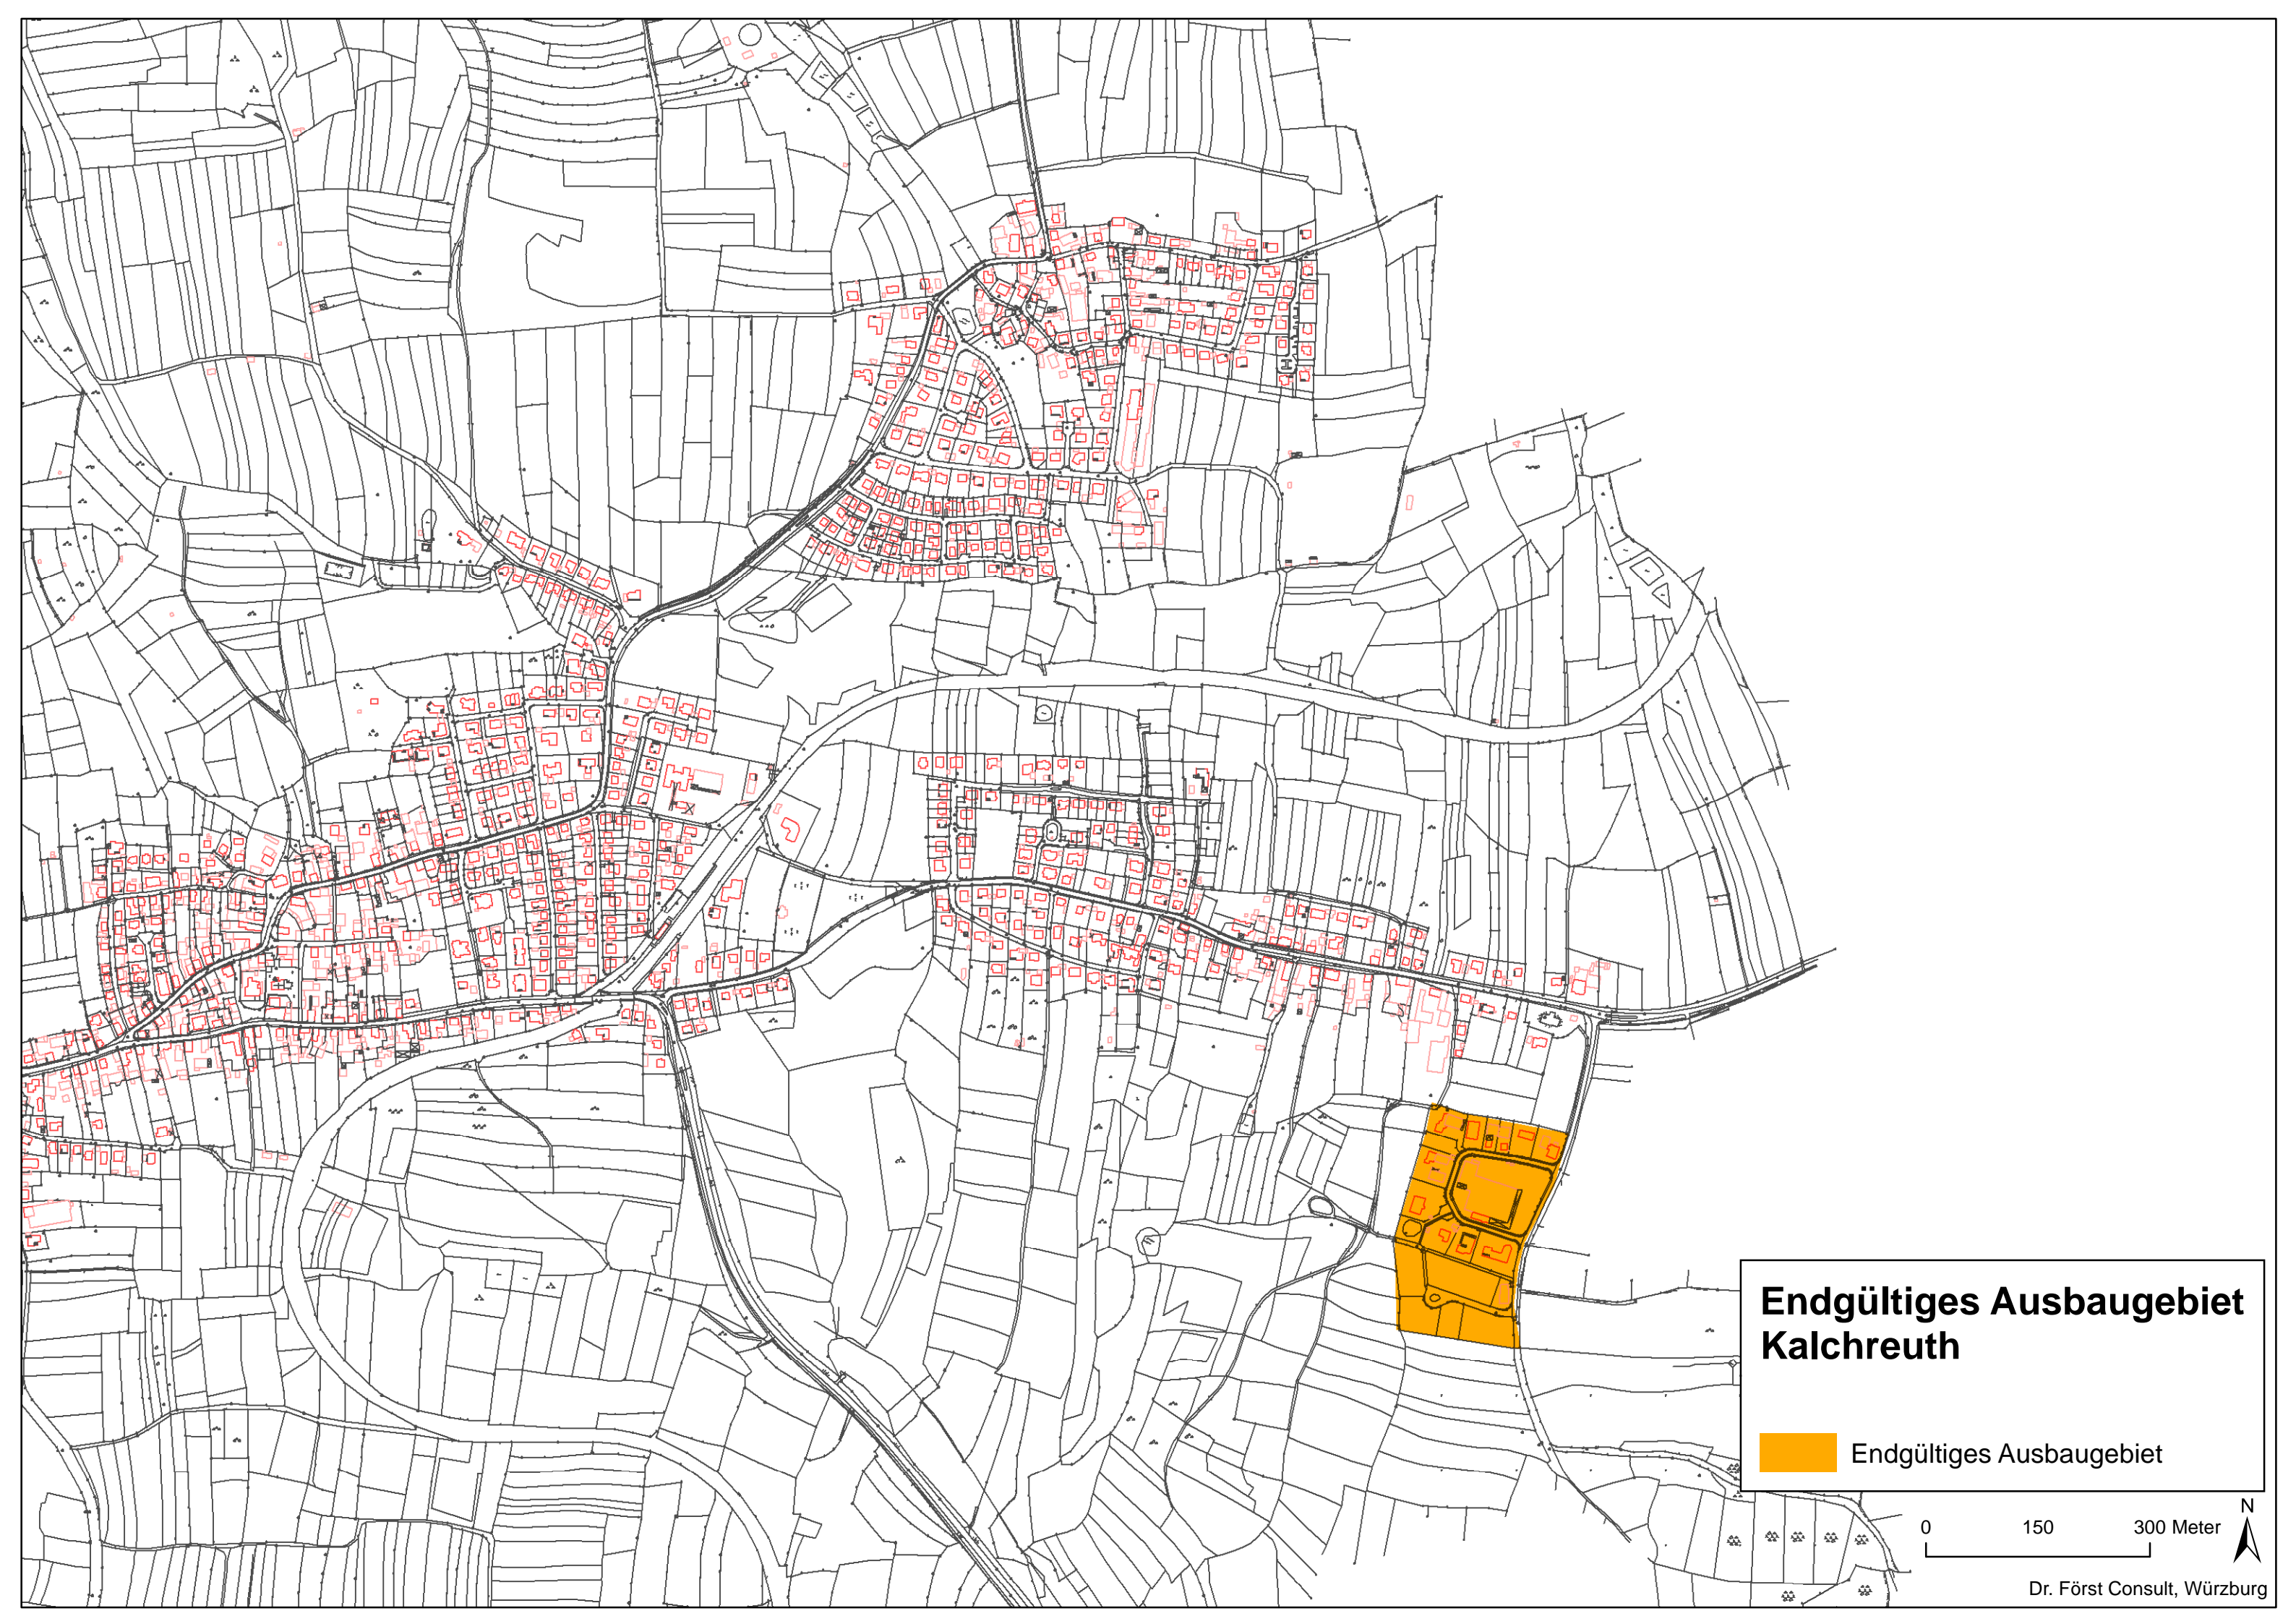 Endgültiges Ausbaugebiet
Kalchreuth
Endgültiges Ausbaugebiet
N
0 150 300 Meter
Dr. Först Consult, Würzburg